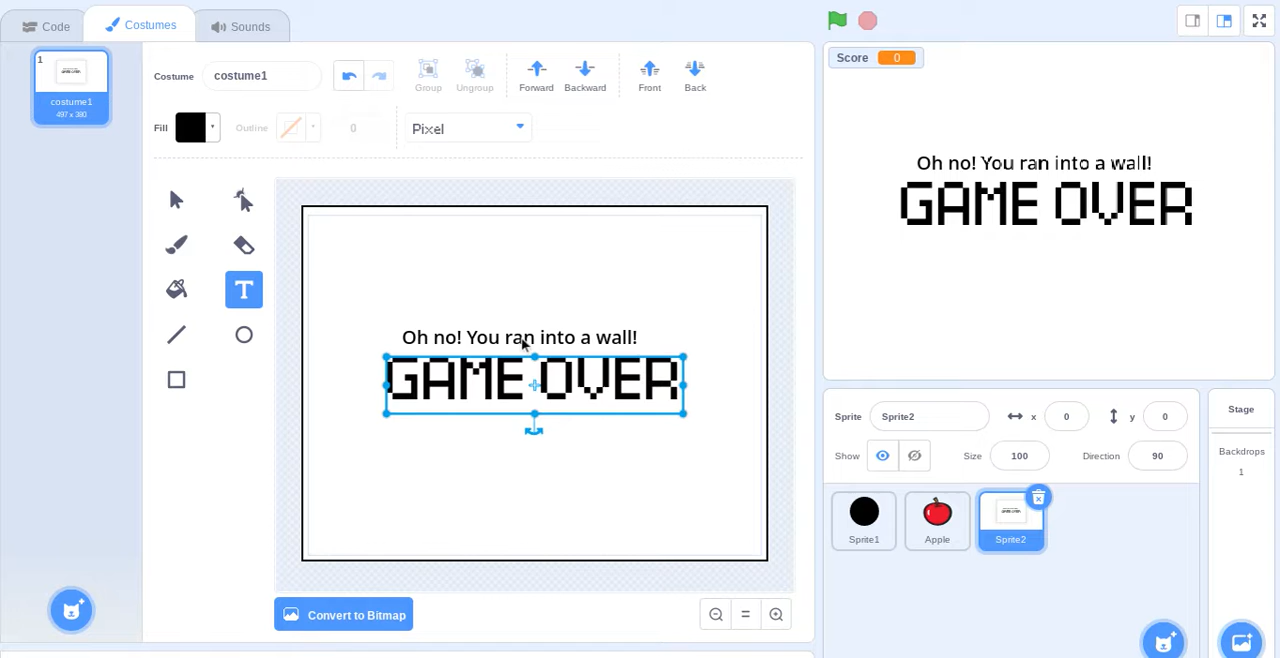 Code
Costumes
Sounds
1
costume1
497 x 380
Costume
costume1
Group
Ungroup
Forward
Backward
Front
Back
Fill
Outline
0
Pixel
T
Oh no! You ran into a wall!
GAME OVER
Convert to Bitmap
Score 0
Oh no! You ran into a wall!
GAME OVER
Sprite
Sprite2
x
0
y
0
Show
Size
100
Direction
90
Sprite1
Apple
Sprite2
Stage
Backdrops
1